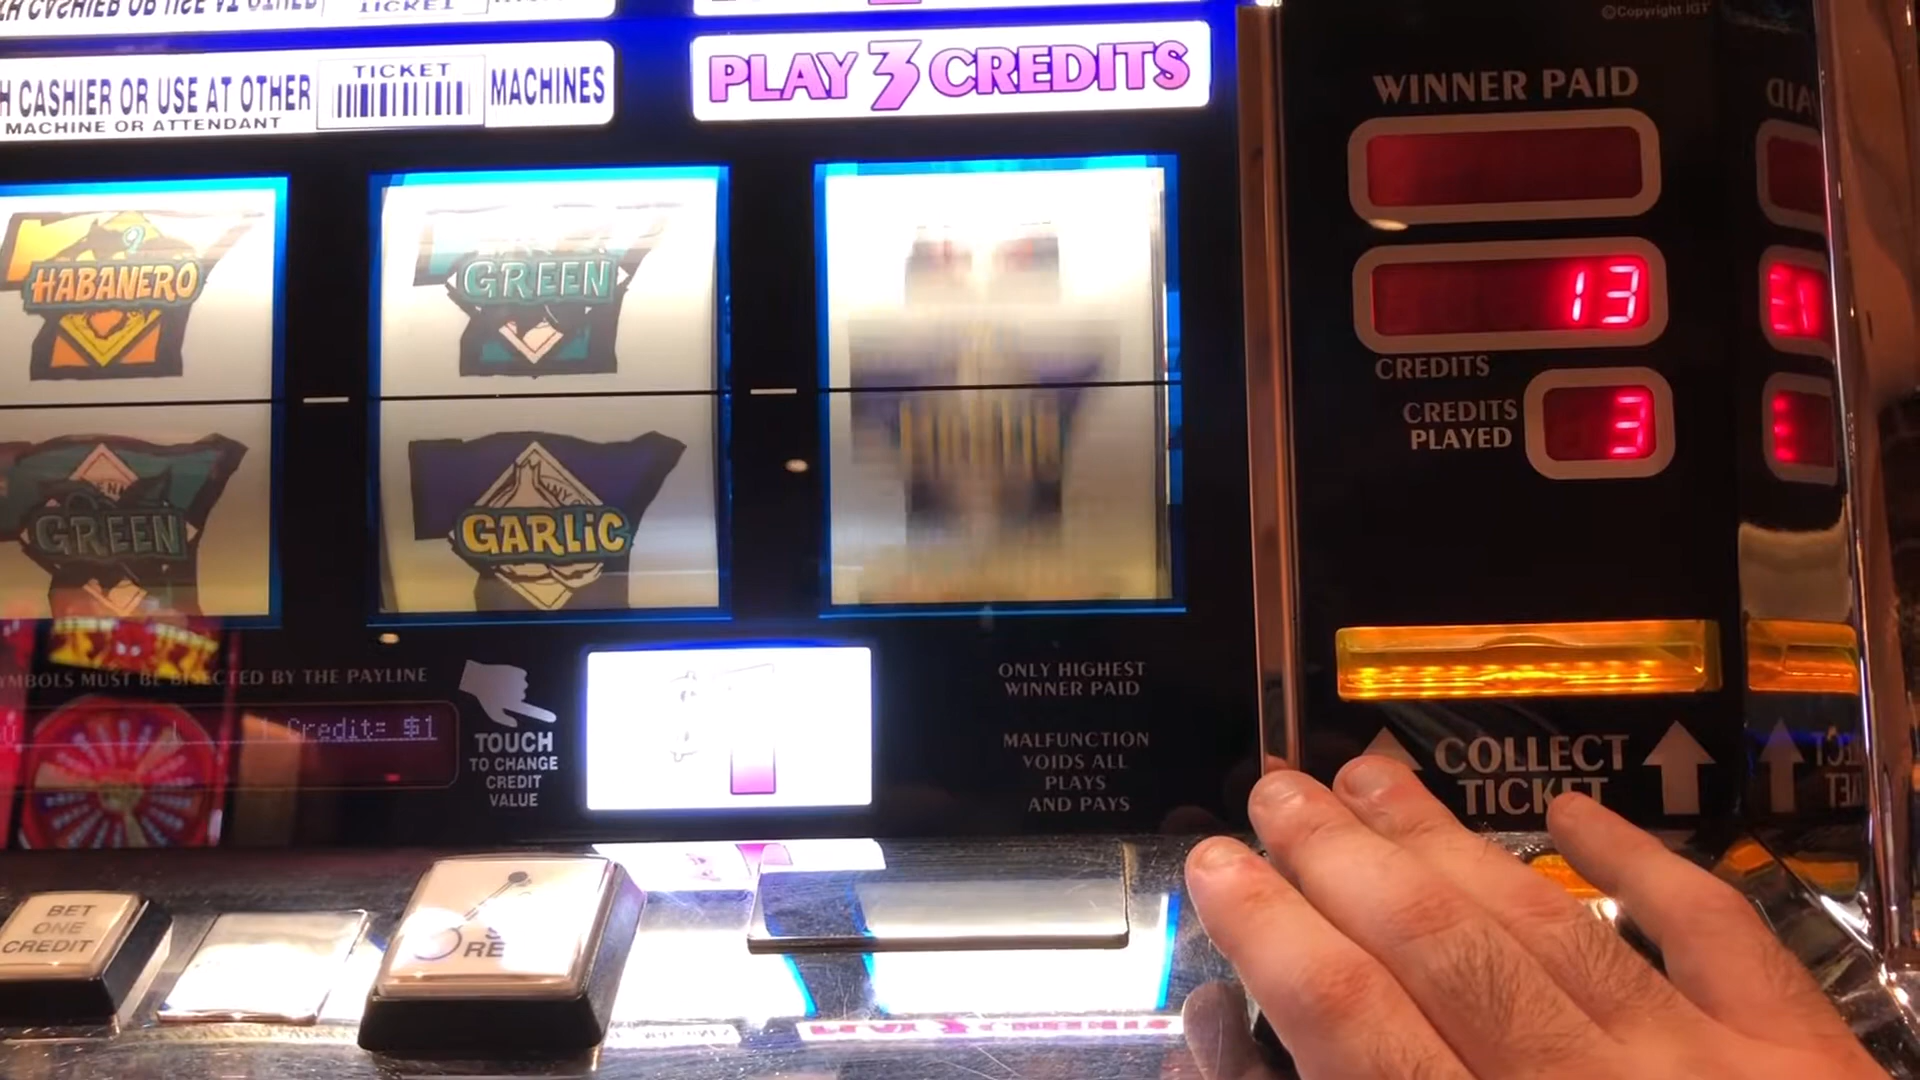 TICKET
©Copyright IGT
H CASHIER OR USE AT OTHER
TICKET
MACHINES
MACHINE OR ATTENDANT
PLAY 3 CREDITS
WINNER PAID
HABANERO
GREEN
13
CREDITS
CREDITS
PLAYED
3
GREEN
GARLIC
SYMBOLS MUST BE BISECTED BY THE PAYLINE
1 Credit= $1
TOUCH
TO CHANGE
CREDIT
VALUE
ONLY HIGHEST
WINNER PAID
MALFUNCTION
VOIDS ALL
PLAYS
AND PAYS
COLLECT
TICKET
BET
ONE
CREDIT